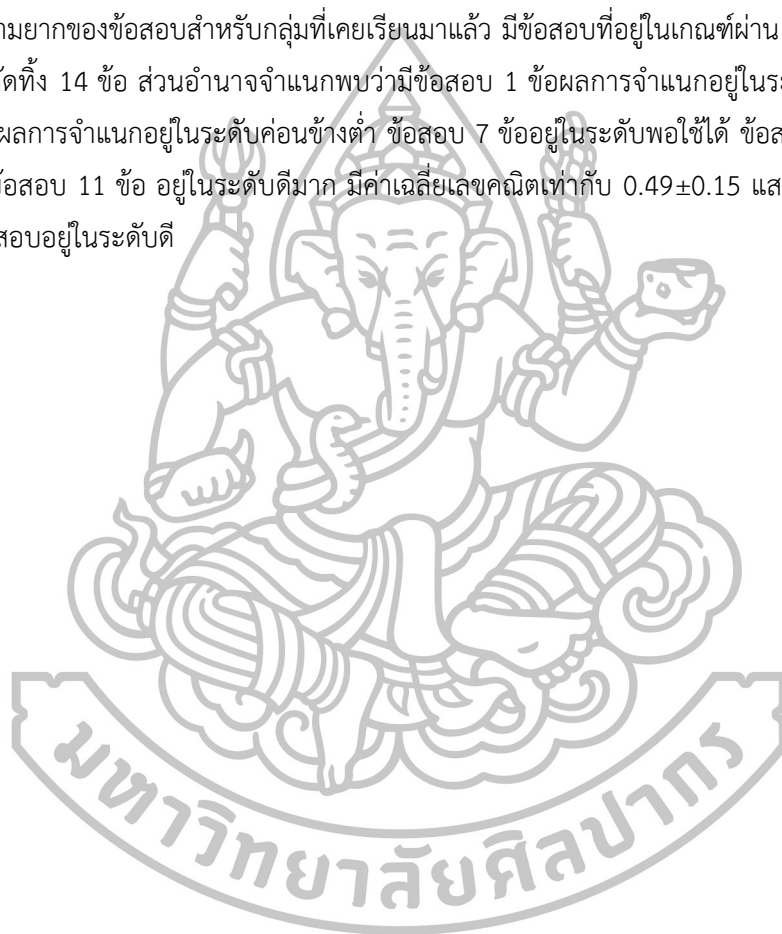 ามยากของข้อสอบสำหรับกลุ่มที่เคยเรียนมาแล้ว มีข้อสอบที่อยู่ในเกณฑ์ผ่าน
ัดทิ้ง 14 ข้อ ส่วนอำนาจจำแนกพบว่ามีข้อสอบ 1 ข้อผลการจำแนกอยู่ในระ
ผลการจำแนกอยู่ในระดับค่อนข้างต่ำ ข้อสอบ 7 ข้ออยู่ในระดับพอใช้ได้ ข้อส
ข้อสอบ 11 ข้อ อยู่ในระดับดีมาก มีค่าเฉลี่ยเลขคณิตเท่ากับ 0.49±0.15 แส
สอบอยู่ในระดับดี
มหาวิทยาลัยศิลปากร